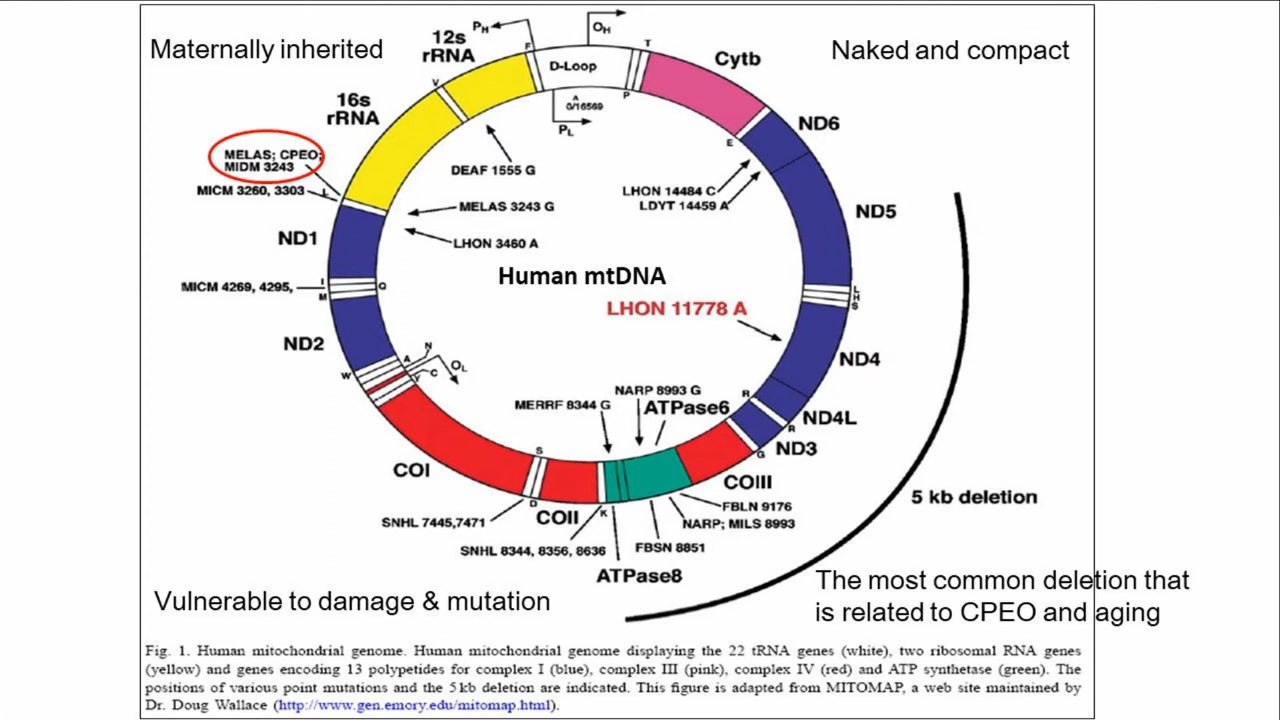 Maternally inherited
Naked and compact
P_H
O_H
12s
rRNA
F
D-Loop
T
Cytb
V
A
0/16569
P
P_L
16s
rRNA
E
ND6
MELAS; CPEO;
MIDM 3243
DEAF 1555 G
LHON 14484 C
LDYT 14459 A
MICM 3260, 3303
L
MELAS 3243 G
ND5
ND1
LHON 3460 A
Human mtDNA
MICM 4269, 4295,
I
Q
M
L
H
S
LHON 11778 A
ND2
ND4
W
A
N
C
Y
O_L
NARP 8993 G
MERRF 8344 G
ATPase6
R
ND4L
R
ND3
G
COI
S
COIII
5 kb deletion
D
COII
K
FBLN 9176
SNHL 7445,7471
NARP; MILS 8993
SNHL 8344, 8356, 8636
FBSN 8851
ATPase8
Vulnerable to damage & mutation
The most common deletion that
is related to CPEO and aging
Fig. 1. Human mitochondrial genome. Human mitochondrial genome displaying the 22 tRNA genes (white), two ribosomal RNA genes
(yellow) and genes encoding 13 polypetides for complex I (blue), complex III (pink), complex IV (red) and ATP synthetase (green). The
positions of various point mutations and the 5 kb deletion are indicated. This figure is adapted from MITOMAP, a web site maintained by
Dr. Doug Wallace (http://www.gen.emory.edu/mitomap.html).